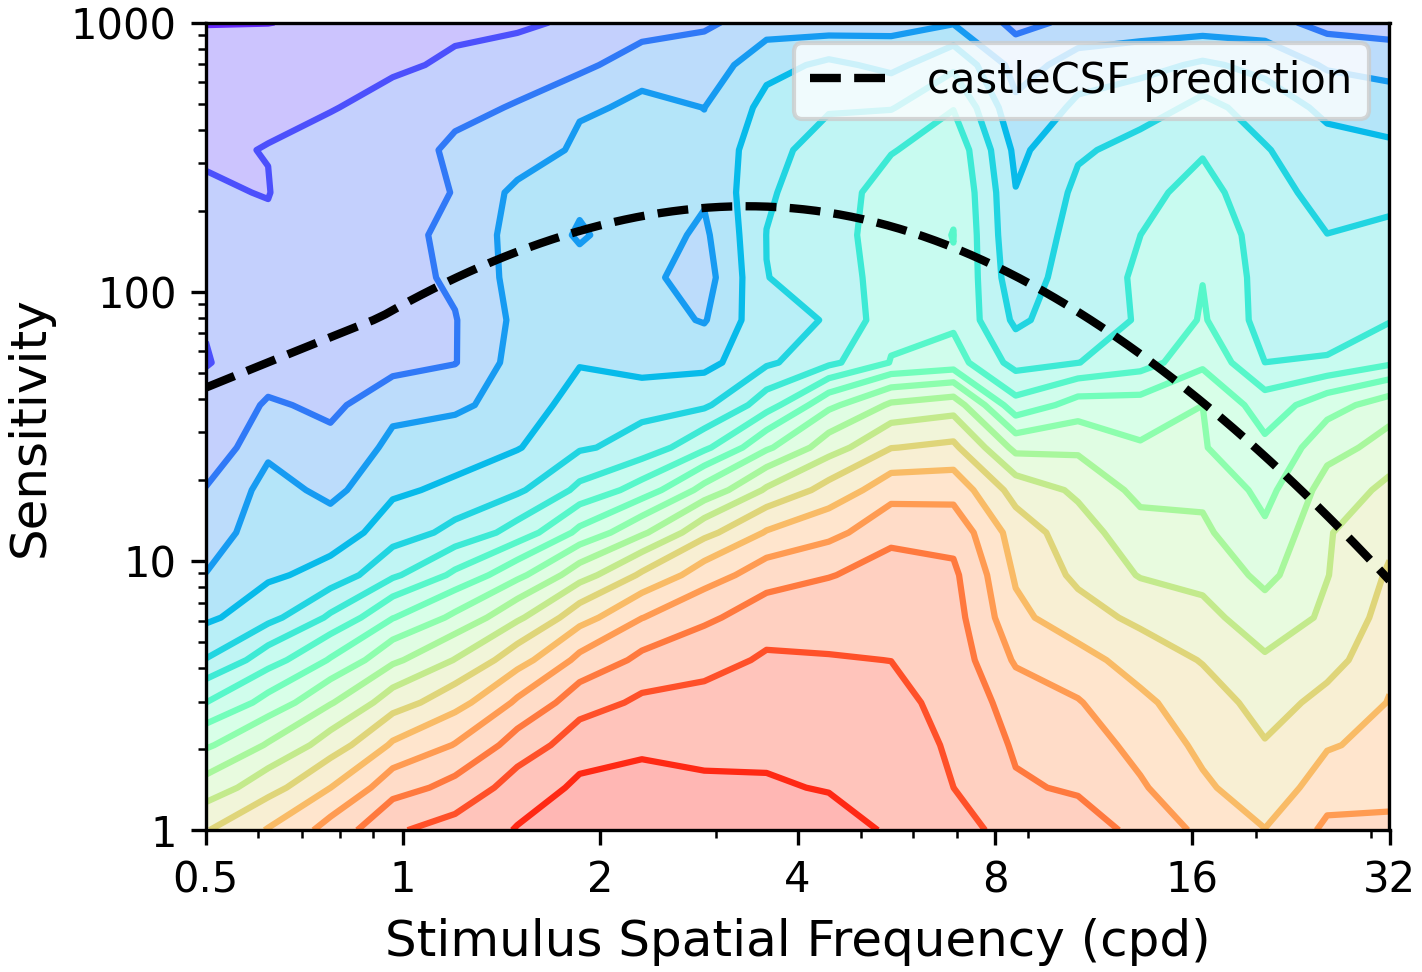 1000
100
10
1
Sensitivity
castleCSF prediction
0.5 1 2 4 8 16 32
Stimulus Spatial Frequency (cpd)